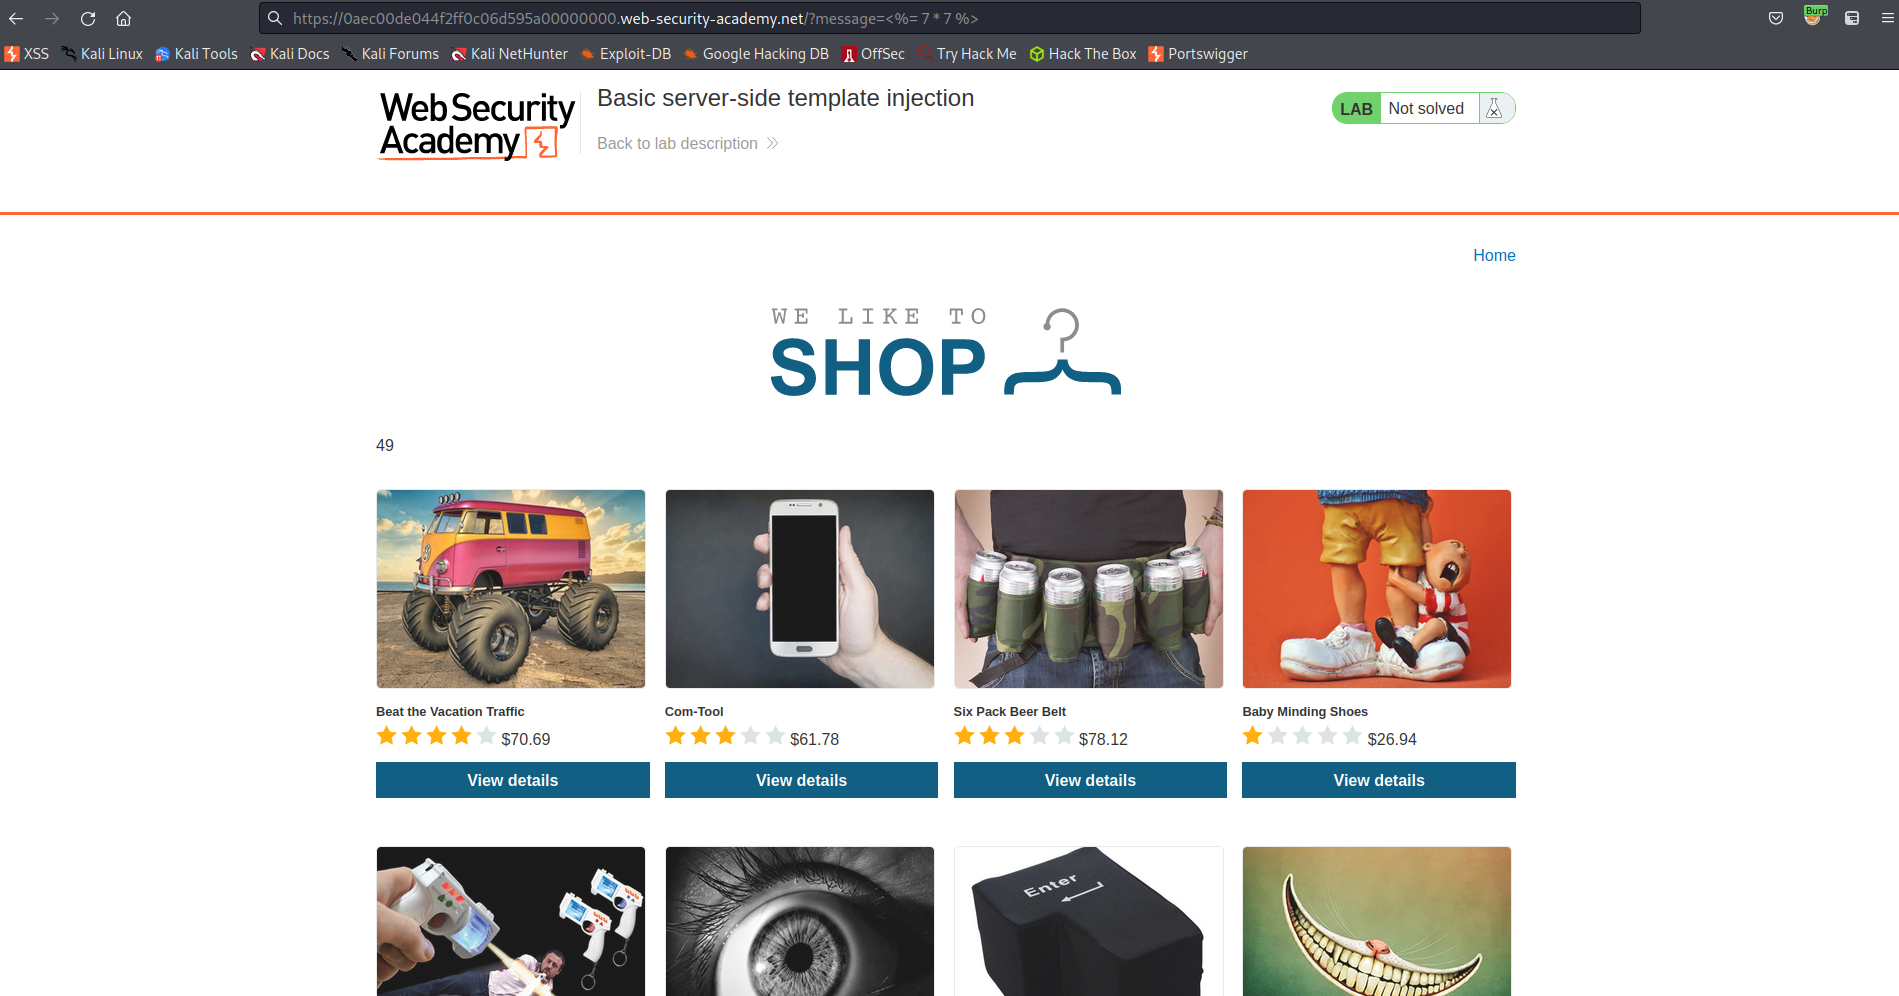 https://0aec00de044f2ff0c06d595a00000000.web-security-academy.net/?message=<%= 7 * 7 %>
Burp
XSS Kali Linux Kali Tools Kali Docs Kali Forums Kali NetHunter Exploit-DB Google Hacking DB OffSec Try Hack Me Hack The Box Portswigger
Web Security
Academy
Basic server-side template injection
Back to lab description
LAB Not solved
Home
WE LIKE TO
SHOP
49
Beat the Vacation Traffic Com-Tool Six Pack Beer Belt Baby Minding Shoes
$70.69 $61.78 $78.12 $26.94
View details View details View details View details
Enter